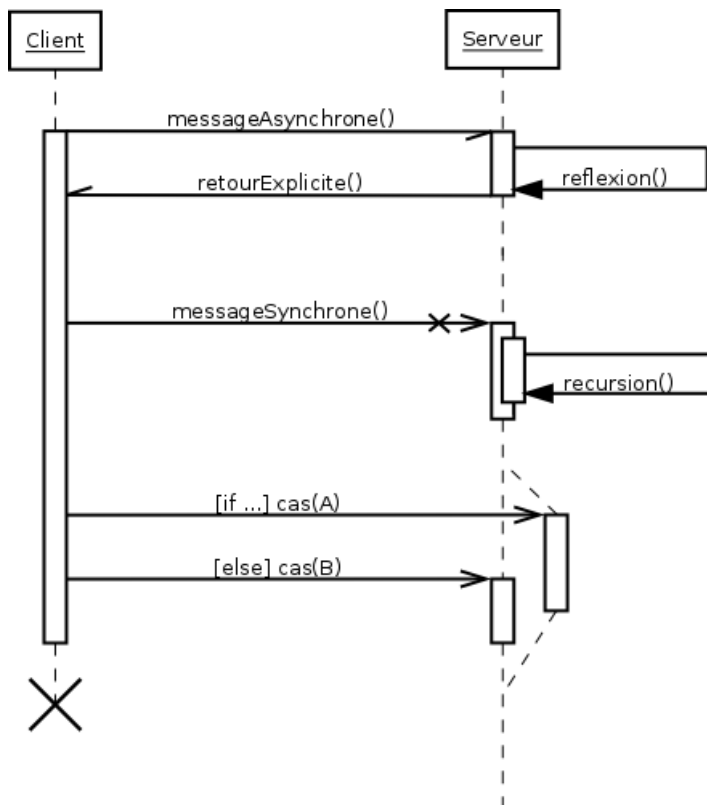 Client
Serveur
messageAsynchrone()
retourExplicite()
reflexion()
messageSynchrone()
recursion()
[if ...] cas(A)
[else] cas(B)